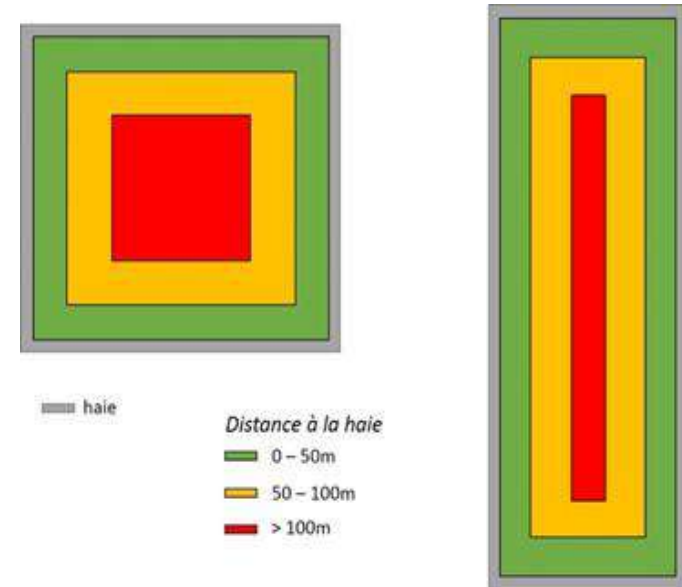 haie
Distance à la haie
0 – 50m
50 – 100m
> 100m